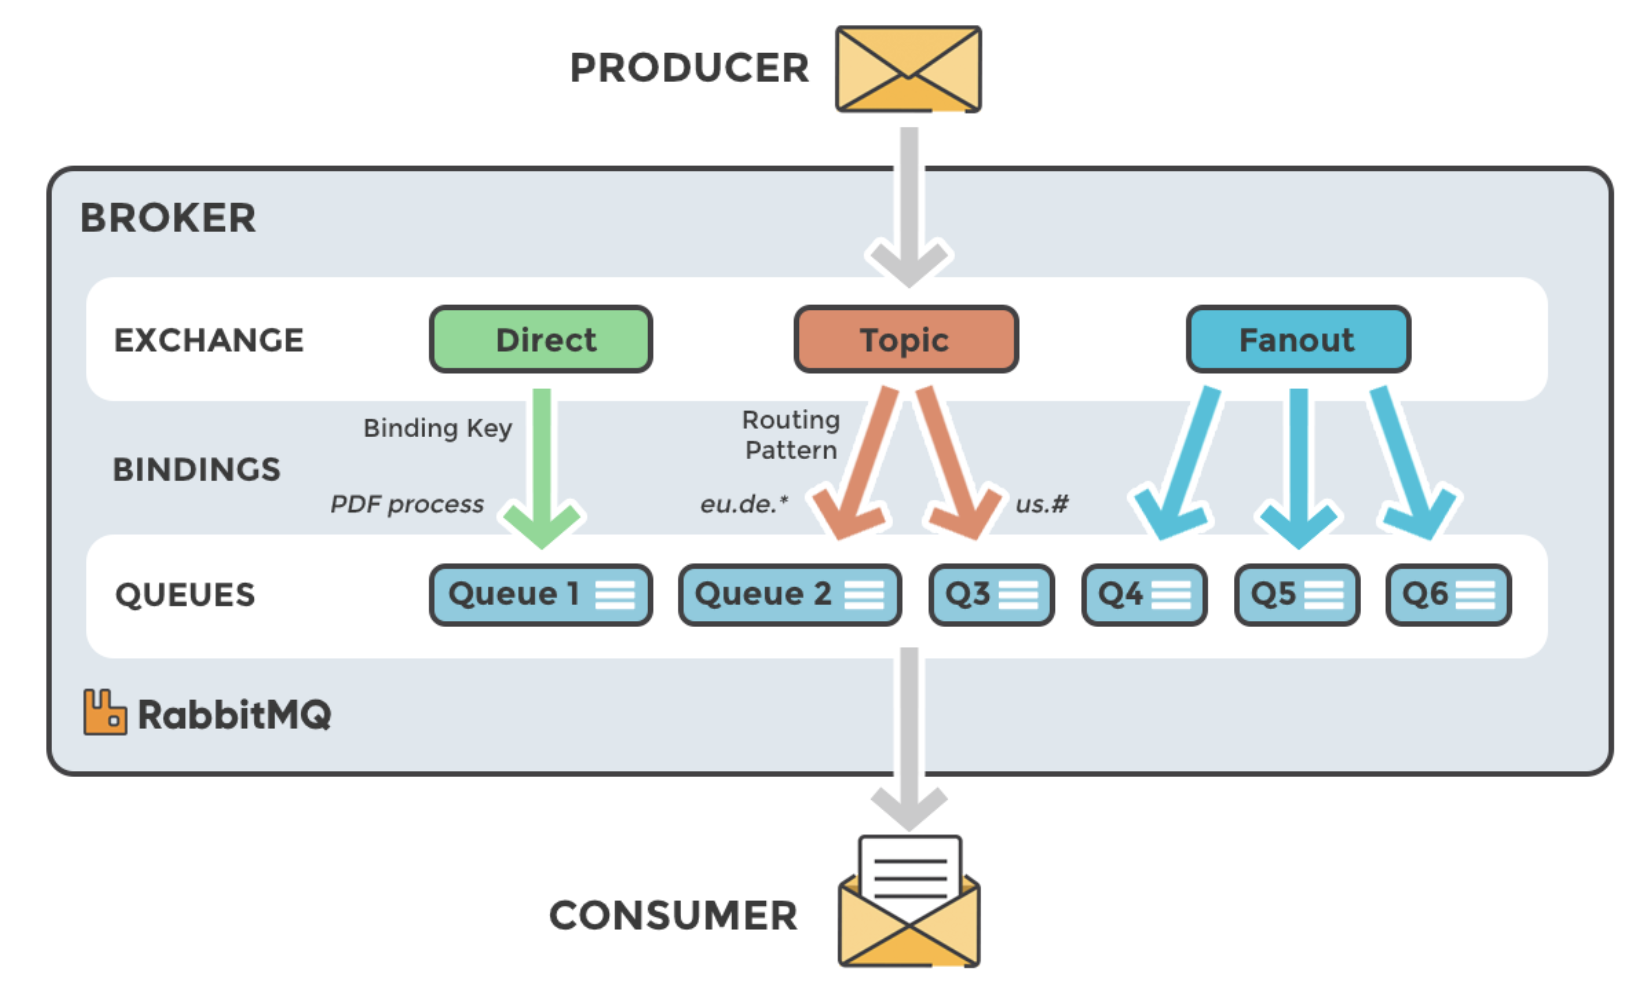 PRODUCER
BROKER
EXCHANGE
Direct
Topic
Fanout
Binding Key
Routing
Pattern
BINDINGS
PDF process
eu.de.*
us.#
QUEUES
Queue 1
Queue 2
Q3
Q4
Q5
Q6
RabbitMQ
CONSUMER